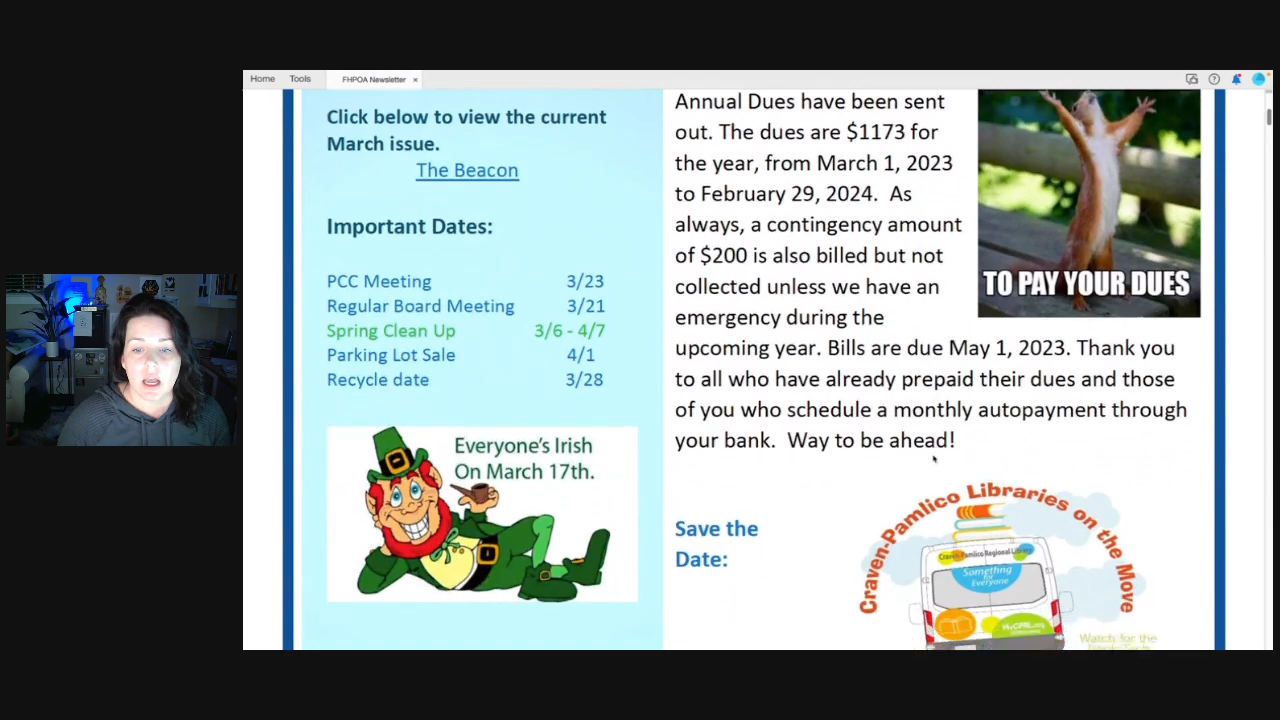 Home Tools FHPOA Newsletter ×
Click below to view the current
March issue.
The Beacon
Important Dates:
PCC Meeting 3/23
Regular Board Meeting 3/21
Spring Clean Up 3/6 - 4/7
Parking Lot Sale 4/1
Recycle date 3/28
Everyone's Irish
On March 17th.
Annual Dues have been sent
out. The dues are $1173 for
the year, from March 1, 2023
to February 29, 2024. As
always, a contingency amount
of $200 is also billed but not
collected unless we have an
emergency during the
upcoming year. Bills are due May 1, 2023. Thank you
to all who have already prepaid their dues and those
of you who schedule a monthly autopayment through
your bank. Way to be ahead!
TO PAY YOUR DUES
Save the
Date:
Craven-Pamlico Libraries on the Move
Craven-Pamlico Regional Library
Something
for
Everyone
Watch for the